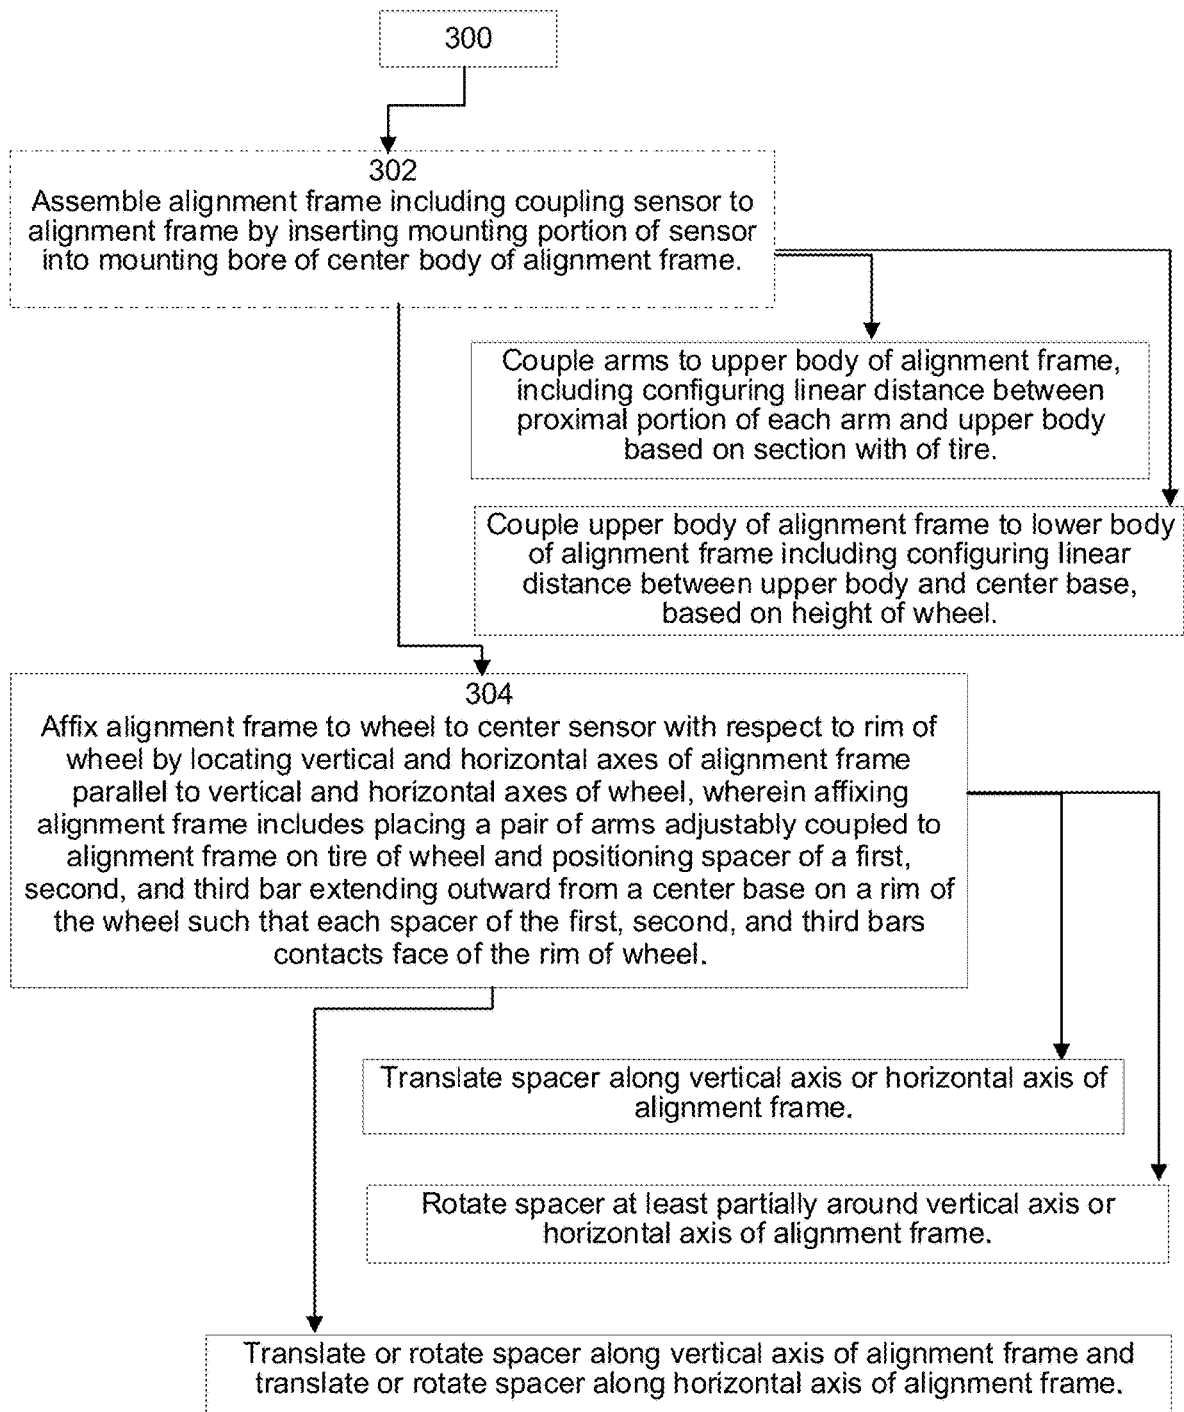 300
302
Assemble alignment frame including coupling sensor to
alignment frame by inserting mounting portion of sensor
into mounting bore of center body of alignment frame.
Couple arms to upper body of alignment frame,
including configuring linear distance between
proximal portion of each arm and upper body
based on section with of tire.
Couple upper body of alignment frame to lower body
of alignment frame including configuring linear
distance between upper body and center base,
based on height of wheel.
304
Affix alignment frame to wheel to center sensor with respect to rim of
wheel by locating vertical and horizontal axes of alignment frame
parallel to vertical and horizontal axes of wheel, wherein affixing
alignment frame includes placing a pair of arms adjustably coupled to
alignment frame on tire of wheel and positioning spacer of a first,
second, and third bar extending outward from a center base on a rim of
the wheel such that each spacer of the first, second, and third bars
contacts face of the rim of wheel.
Translate spacer along vertical axis or horizontal axis of
alignment frame.
Rotate spacer at least partially around vertical axis or
horizontal axis of alignment frame.
Translate or rotate spacer along vertical axis of alignment frame and
translate or rotate spacer along horizontal axis of alignment frame.